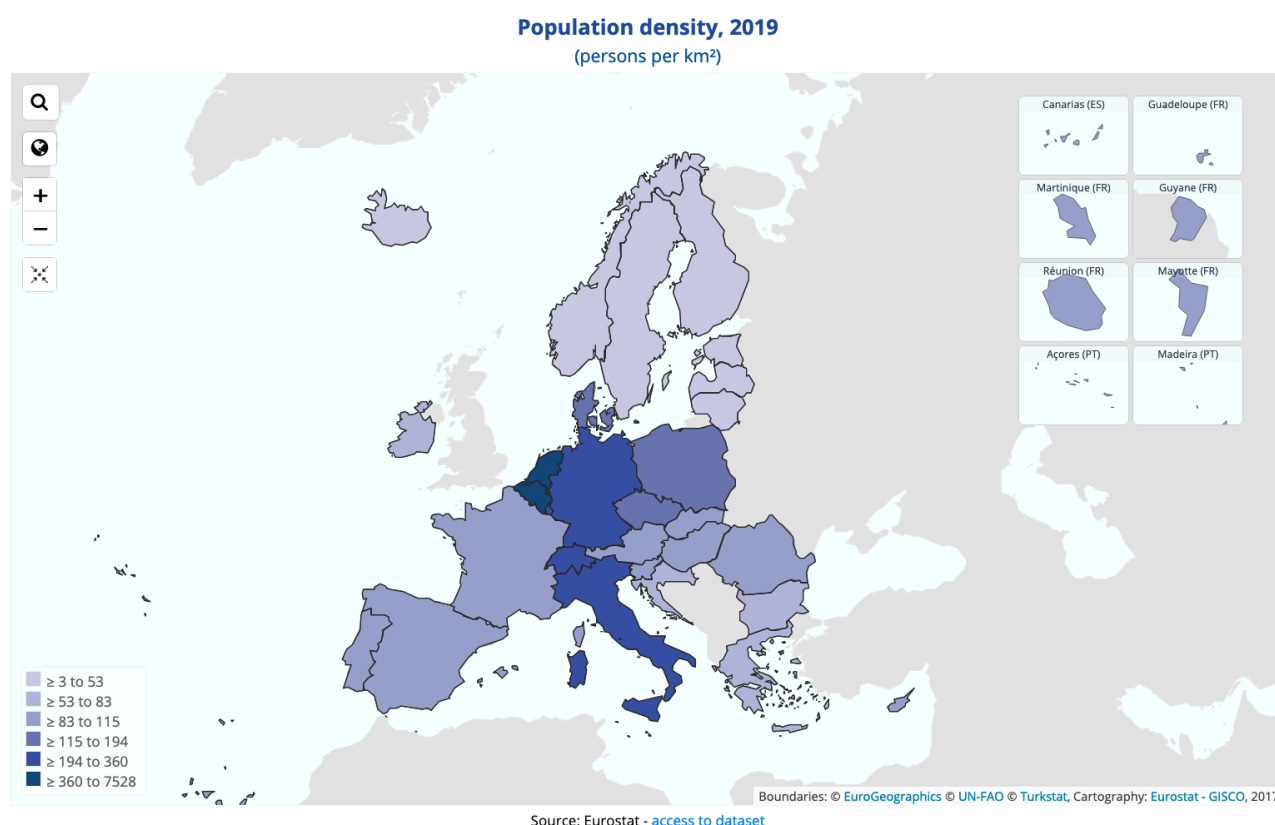 Population density, 2019
(persons per km²)
Canarias (ES)
Guadeloupe (FR)
Martinique (FR)
Guyane (FR)
Réunion (FR)
Mayotte (FR)
Açores (PT)
Madeira (PT)
+
−
≥ 3 to 53
≥ 53 to 83
≥ 83 to 115
≥ 115 to 194
≥ 194 to 360
≥ 360 to 7528
Boundaries: © EuroGeographics © UN-FAO © Turkstat, Cartography: Eurostat - GISCO, 2017
Source: Eurostat - access to dataset